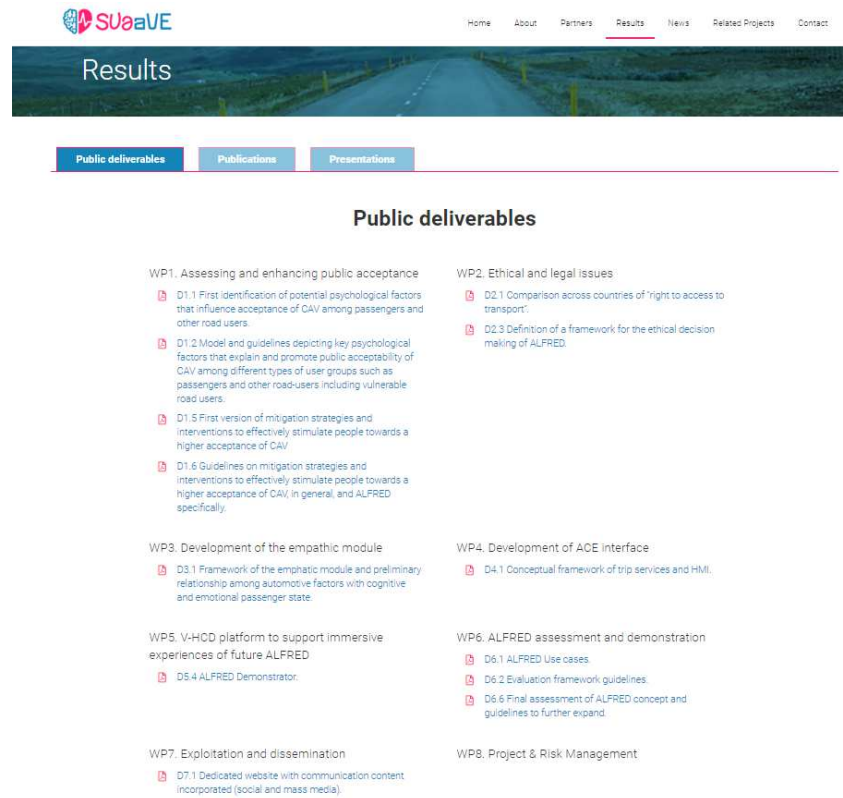 SUaaVE
Home About Partners Results News Related Projects Contact
Results
Public deliverables Publications Presentations
Public deliverables
WP1. Assessing and enhancing public acceptance
D1.1 First identification of potential psychological factors
that influence acceptance of CAV among passengers and
other road users.
D1.2 Model and guidelines depicting key psychological
factors that explain and promote public acceptability of
CAV among different types of user groups such as
passengers and other road-users including vulnerable
road users.
D1.5 First version of mitigation strategies and
interventions to effectively stimulate people towards a
higher acceptance of CAV
D1.6 Guidelines on mitigation strategies and
interventions to effectively stimulate people towards a
higher acceptance of CAV, in general, and ALFRED
specifically.
WP2. Ethical and legal issues
D2.1 Comparison across countries of "right to access to
transport".
D2.3 Definition of a framework for the ethical decision
making of ALFRED.
WP3. Development of the empathic module
D3.1 Framework of the emphatic module and preliminary
relationship among automotive factors with cognitive
and emotional passenger state.
WP4. Development of ACE interface
D4.1 Conceptual framework of trip services and HMI.
WP5. V-HCD platform to support immersive
experiences of future ALFRED
D5.4 ALFRED Demonstrator.
WP6. ALFRED assessment and demonstration
D6.1 ALFRED Use cases.
D6.2 Evaluation framework guidelines.
D6.6 Final assessment of ALFRED concept and
guidelines to further expand.
WP7. Exploitation and dissemination
D7.1 Dedicated website with communication content
incorporated (social and mass media).
WP8. Project & Risk Management